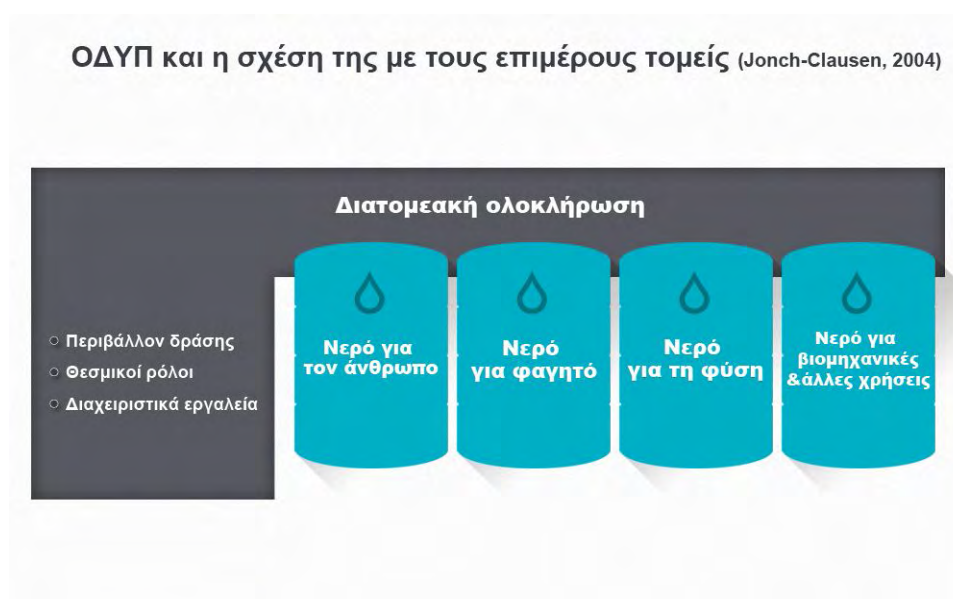 ΟΔΥΠ και η σχέση της με τους επιμέρους τομείς (Jonch-Clausen, 2004)
Διατομεακή ολοκλήρωση
Περιβάλλον δράσης
Θεσμικοί ρόλοι
Διαχειριστικά εργαλεία
Νερό για
τον άνθρωπο
Νερό
για φαγητό
Νερό
για τη φύση
Νερό για
βιομηχανικές
&άλλες χρήσεις